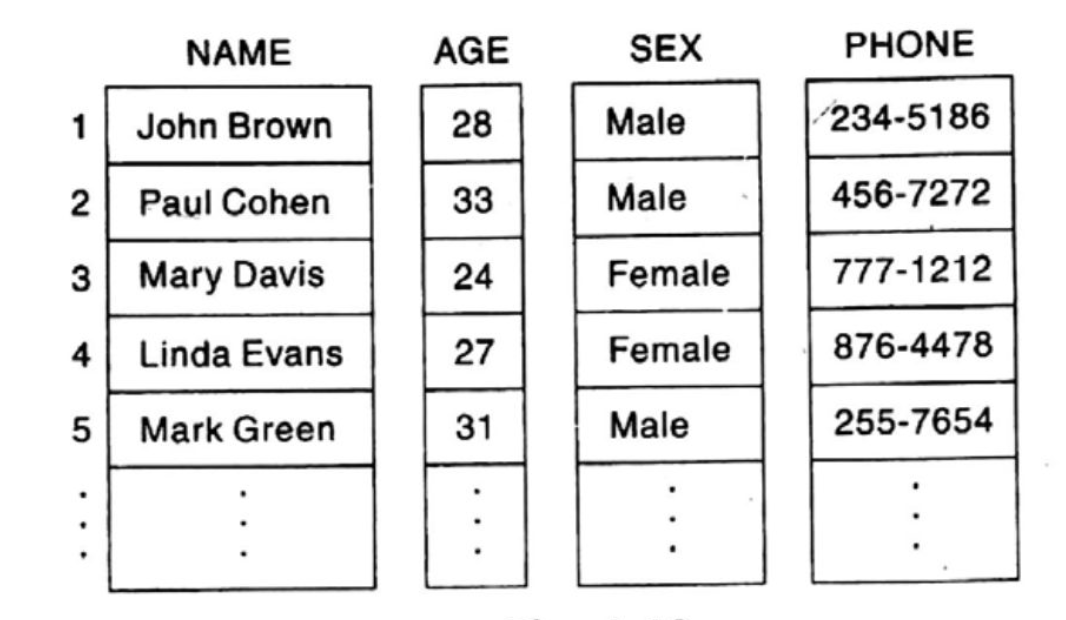 NAME AGE SEX PHONE
1 John Brown 28 Male 234-5186
2 Paul Cohen 33 Male 456-7272
3 Mary Davis 24 Female 777-1212
4 Linda Evans 27 Female 876-4478
5 Mark Green 31 Male 255-7654